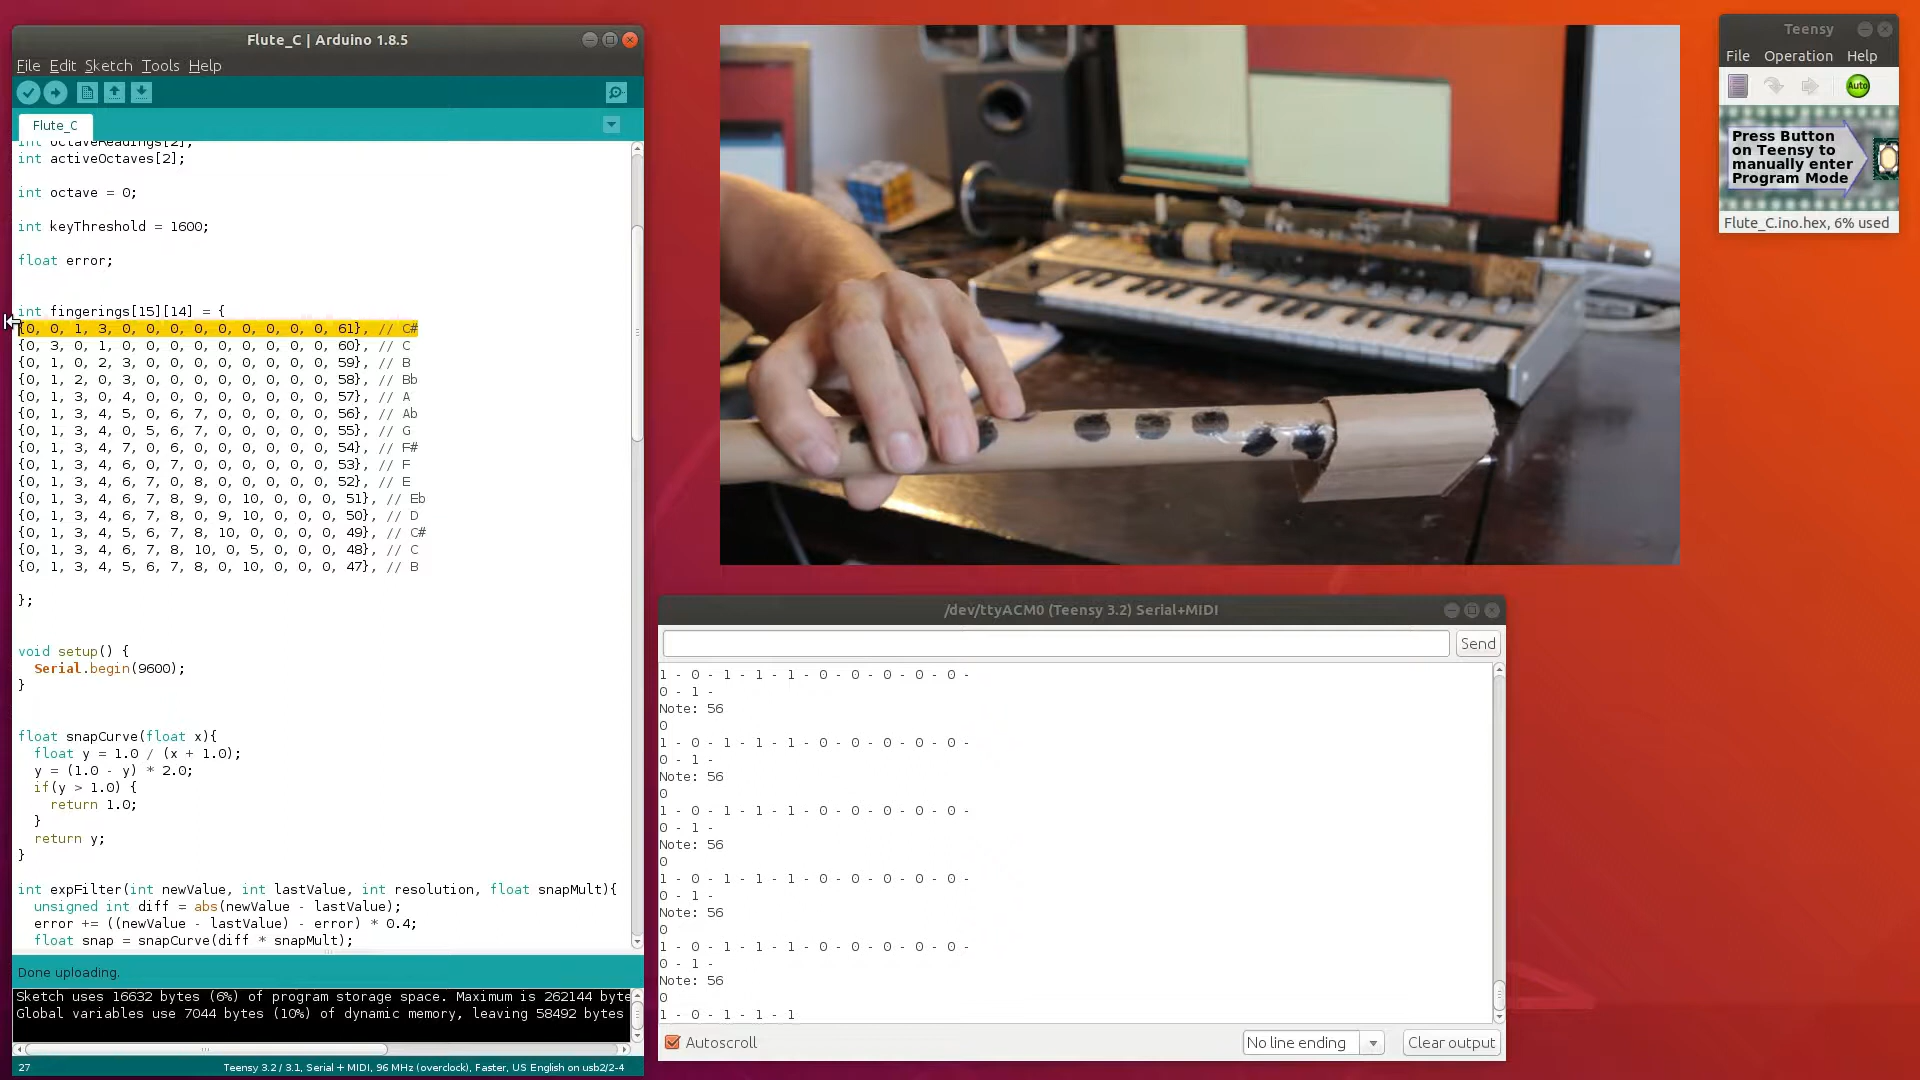 Flute_C | Arduino 1.8.5
File Edit Sketch Tools Help
Flute_C
int octaveReadings[2];
int activeOctaves[2];
int octave = 0;
int keyThreshold = 1600;
float error;
int fingerings[15][14] = {
{0, 0, 1, 3, 0, 0, 0, 0, 0, 0, 0, 0, 0, 61}, // C#
{0, 3, 0, 1, 0, 0, 0, 0, 0, 0, 0, 0, 0, 60}, // C
{0, 1, 0, 2, 3, 0, 0, 0, 0, 0, 0, 0, 0, 59}, // B
{0, 1, 2, 0, 3, 0, 0, 0, 0, 0, 0, 0, 0, 58}, // Bb
{0, 1, 3, 0, 4, 0, 0, 0, 0, 0, 0, 0, 0, 57}, // A
{0, 1, 3, 4, 5, 0, 6, 7, 0, 0, 0, 0, 0, 56}, // Ab
{0, 1, 3, 4, 0, 5, 6, 7, 0, 0, 0, 0, 0, 55}, // G
{0, 1, 3, 4, 7, 0, 6, 0, 0, 0, 0, 0, 0, 54}, // F#
{0, 1, 3, 4, 6, 0, 7, 0, 0, 0, 0, 0, 0, 53}, // F
{0, 1, 3, 4, 6, 7, 0, 8, 0, 0, 0, 0, 0, 52}, // E
{0, 1, 3, 4, 6, 7, 8, 9, 0, 10, 0, 0, 0, 51}, // Eb
{0, 1, 3, 4, 6, 7, 8, 0, 9, 10, 0, 0, 0, 50}, // D
{0, 1, 3, 4, 5, 6, 7, 8, 10, 0, 0, 0, 0, 49}, // C#
{0, 1, 3, 4, 6, 7, 8, 10, 0, 5, 0, 0, 0, 48}, // C
{0, 1, 3, 4, 5, 6, 7, 8, 0, 10, 0, 0, 0, 47}, // B
};
void setup() {
Serial.begin(9600);
}
float snapCurve(float x){
float y = 1.0 / (x + 1.0);
y = (1.0 - y) * 2.0;
if(y > 1.0) {
return 1.0;
}
return y;
}
int expFilter(int newValue, int lastValue, int resolution, float snapMult){
unsigned int diff = abs(newValue - lastValue);
error += ((newValue - lastValue) - error) * 0.4;
float snap = snapCurve(diff * snapMult);
Done uploading.
Sketch uses 16632 bytes (6%) of program storage space. Maximum is 262144 byte
Global variables use 7044 bytes (10%) of dynamic memory, leaving 58492 bytes
27
Teensy 3.2 / 3.1, Serial + MIDI, 96 MHz (overclock), Faster, US English on usb2/2-4
/dev/ttyACM0 (Teensy 3.2) Serial+MIDI
Send
1 - 0 - 1 - 1 - 1 - 0 - 0 - 0 - 0 - 0 -
0 - 1 -
Note: 56
0
1 - 0 - 1 - 1 - 1 - 0 - 0 - 0 - 0 - 0 -
0 - 1 -
Note: 56
0
1 - 0 - 1 - 1 - 1 - 0 - 0 - 0 - 0 - 0 -
0 - 1 -
Note: 56
0
1 - 0 - 1 - 1 - 1 - 0 - 0 - 0 - 0 - 0 -
0 - 1 -
Note: 56
0
1 - 0 - 1 - 1 - 1 - 0 - 0 - 0 - 0 - 0 -
0 - 1 -
Note: 56
0
1 - 0 - 1 - 1 - 1
Autoscroll
No line ending
Clear output
Teensy
File Operation Help
Auto
Press Button
on Teensy to
manually enter
Program Mode
Flute_C.ino.hex, 6% used